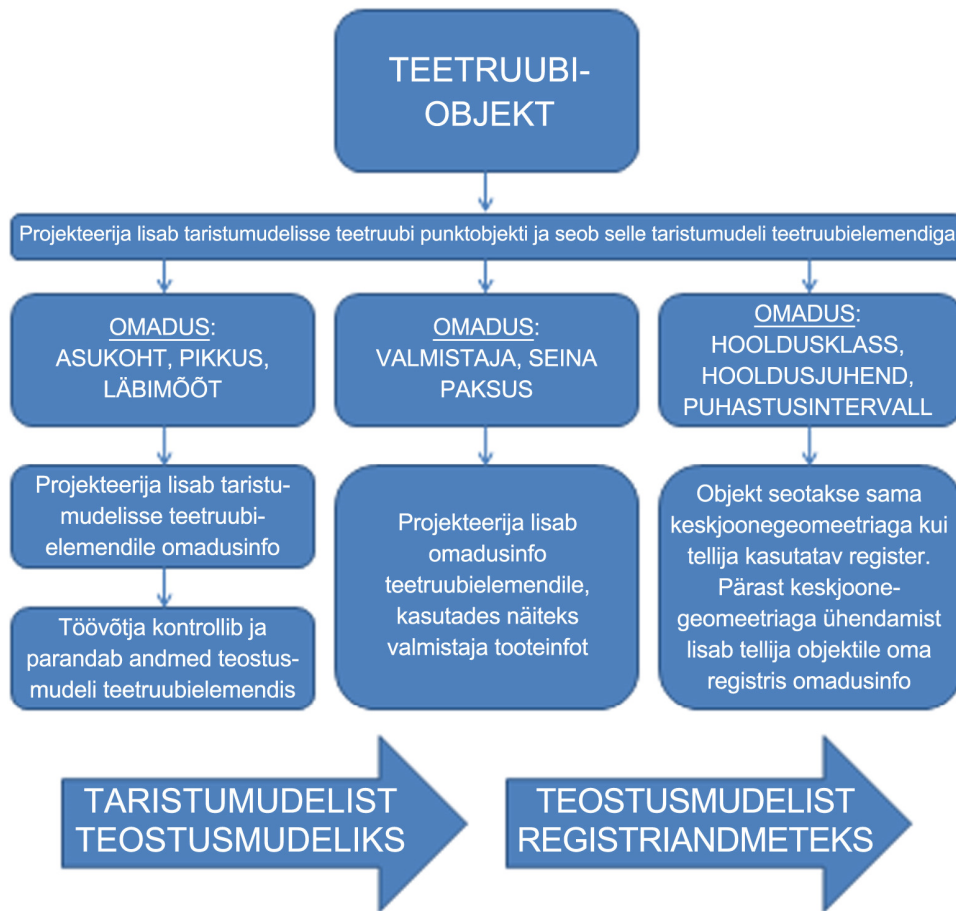 TEETRUUBI-
OBJEKT
Projekteerija lisab taristumudelisse teetruubi punktobjekti ja seob selle taristumudeli teetruubielemendiga
OMADUS:
ASUKOHT, PIKKUS,
LÄBIMÕÕT
Projekteerija lisab taristu-
mudelisse teetruubi-
elemendile omadusinfo
Töövõtja kontrollib ja
parandab andmed teostus-
mudeli teetruubielemendis
OMADUS:
VALMISTAJA, SEINA
PAKSUS
Projekteerija lisab
omadusinfo
teetruubielemendile,
kasutades näiteks
valmistaja tooteinfot
OMADUS:
HOOLDUSKLASS,
HOOLDUSJUHEND,
PUHASTUSINTERVALL
Objekt seotakse sama
keskjoonegeomeetriaga kui
tellija kasutatav register.
Pärast keskjoone-
geomeetriaga ühendamist
lisab tellija objektile oma
registris omadusinfo
TARISTUMUDELIST
TEOSTUSMUDELIKS
TEOSTUSMUDELIST
REGISTRIANDMETEKS